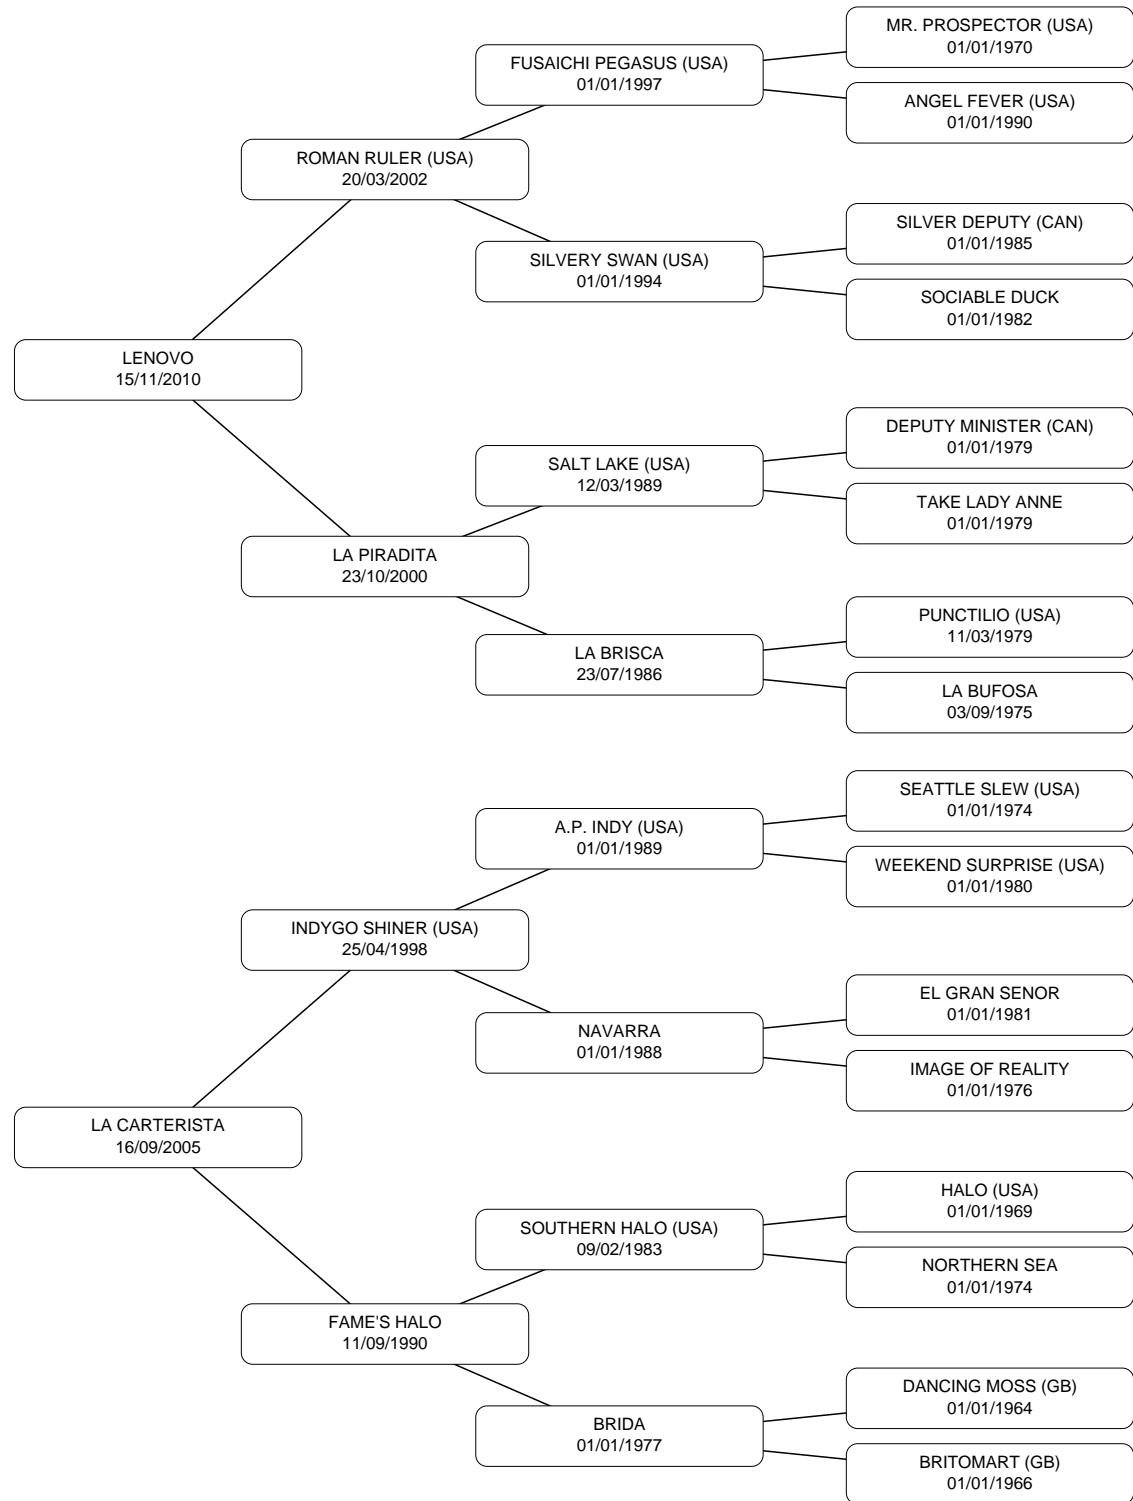 MR. PROSPECTOR (USA)
01/01/1970
FUSAICHI PEGASUS (USA)
01/01/1997
ANGEL FEVER (USA)
01/01/1990
ROMAN RULER (USA)
20/03/2002
SILVER DEPUTY (CAN)
01/01/1985
SILVERY SWAN (USA)
01/01/1994
SOCIABLE DUCK
01/01/1982
LENOVO
15/11/2010
DEPUTY MINISTER (CAN)
01/01/1979
SALT LAKE (USA)
12/03/1989
TAKE LADY ANNE
01/01/1979
LA PIRADITA
23/10/2000
PUNCTILIO (USA)
11/03/1979
LA BRISCA
23/07/1986
LA BUFOSA
03/09/1975
SEATTLE SLEW (USA)
01/01/1974
A.P. INDY (USA)
01/01/1989
WEEKEND SURPRISE (USA)
01/01/1980
INDYGO SHINER (USA)
25/04/1998
EL GRAN SENOR
01/01/1981
NAVARRA
01/01/1988
IMAGE OF REALITY
01/01/1976
LA CARTERISTA
16/09/2005
HALO (USA)
01/01/1969
SOUTHERN HALO (USA)
09/02/1983
NORTHERN SEA
01/01/1974
FAME'S HALO
11/09/1990
DANCING MOSS (GB)
01/01/1964
BRIDA
01/01/1977
BRITOMART (GB)
01/01/1966